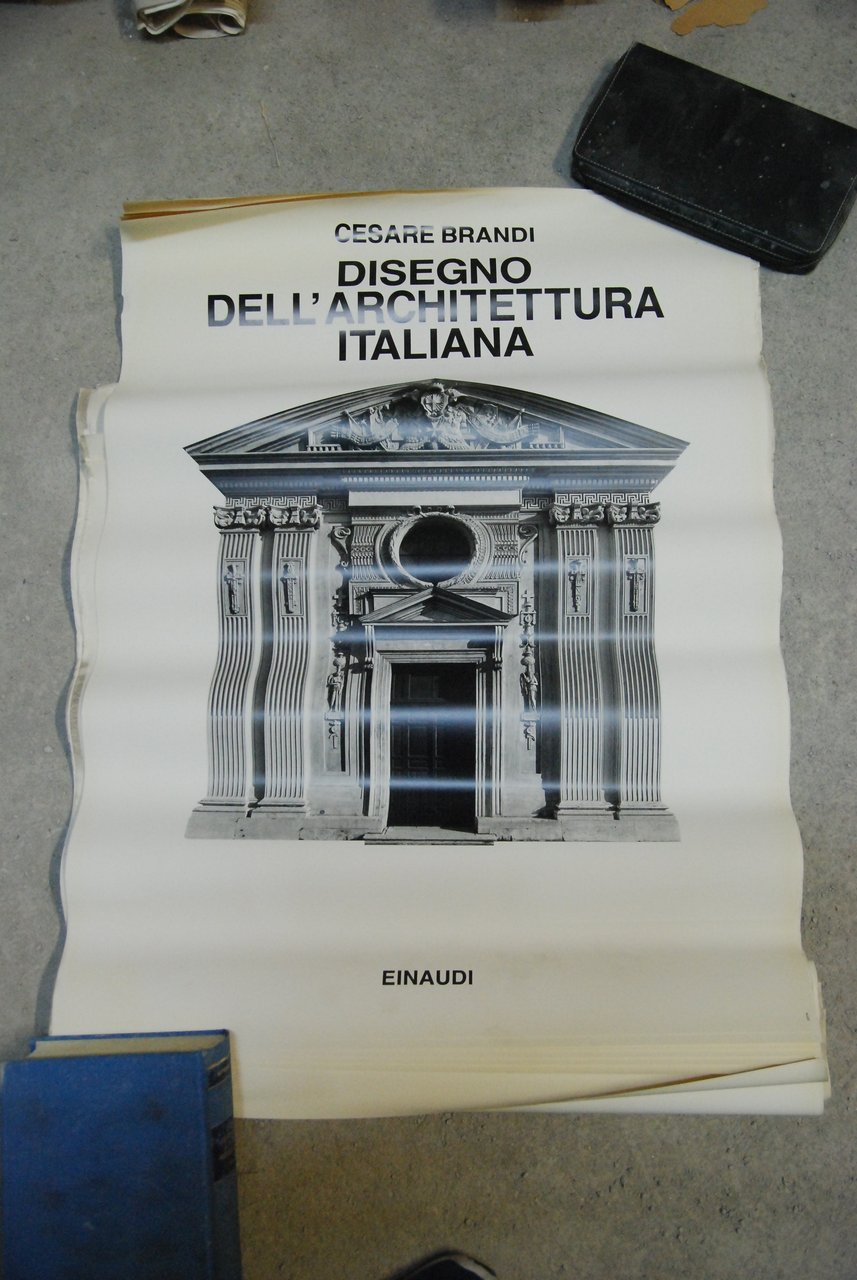 CESARE BRANDI
DISEGNO
DELL'ARCHITETTURA
ITALIANA
EINAUDI